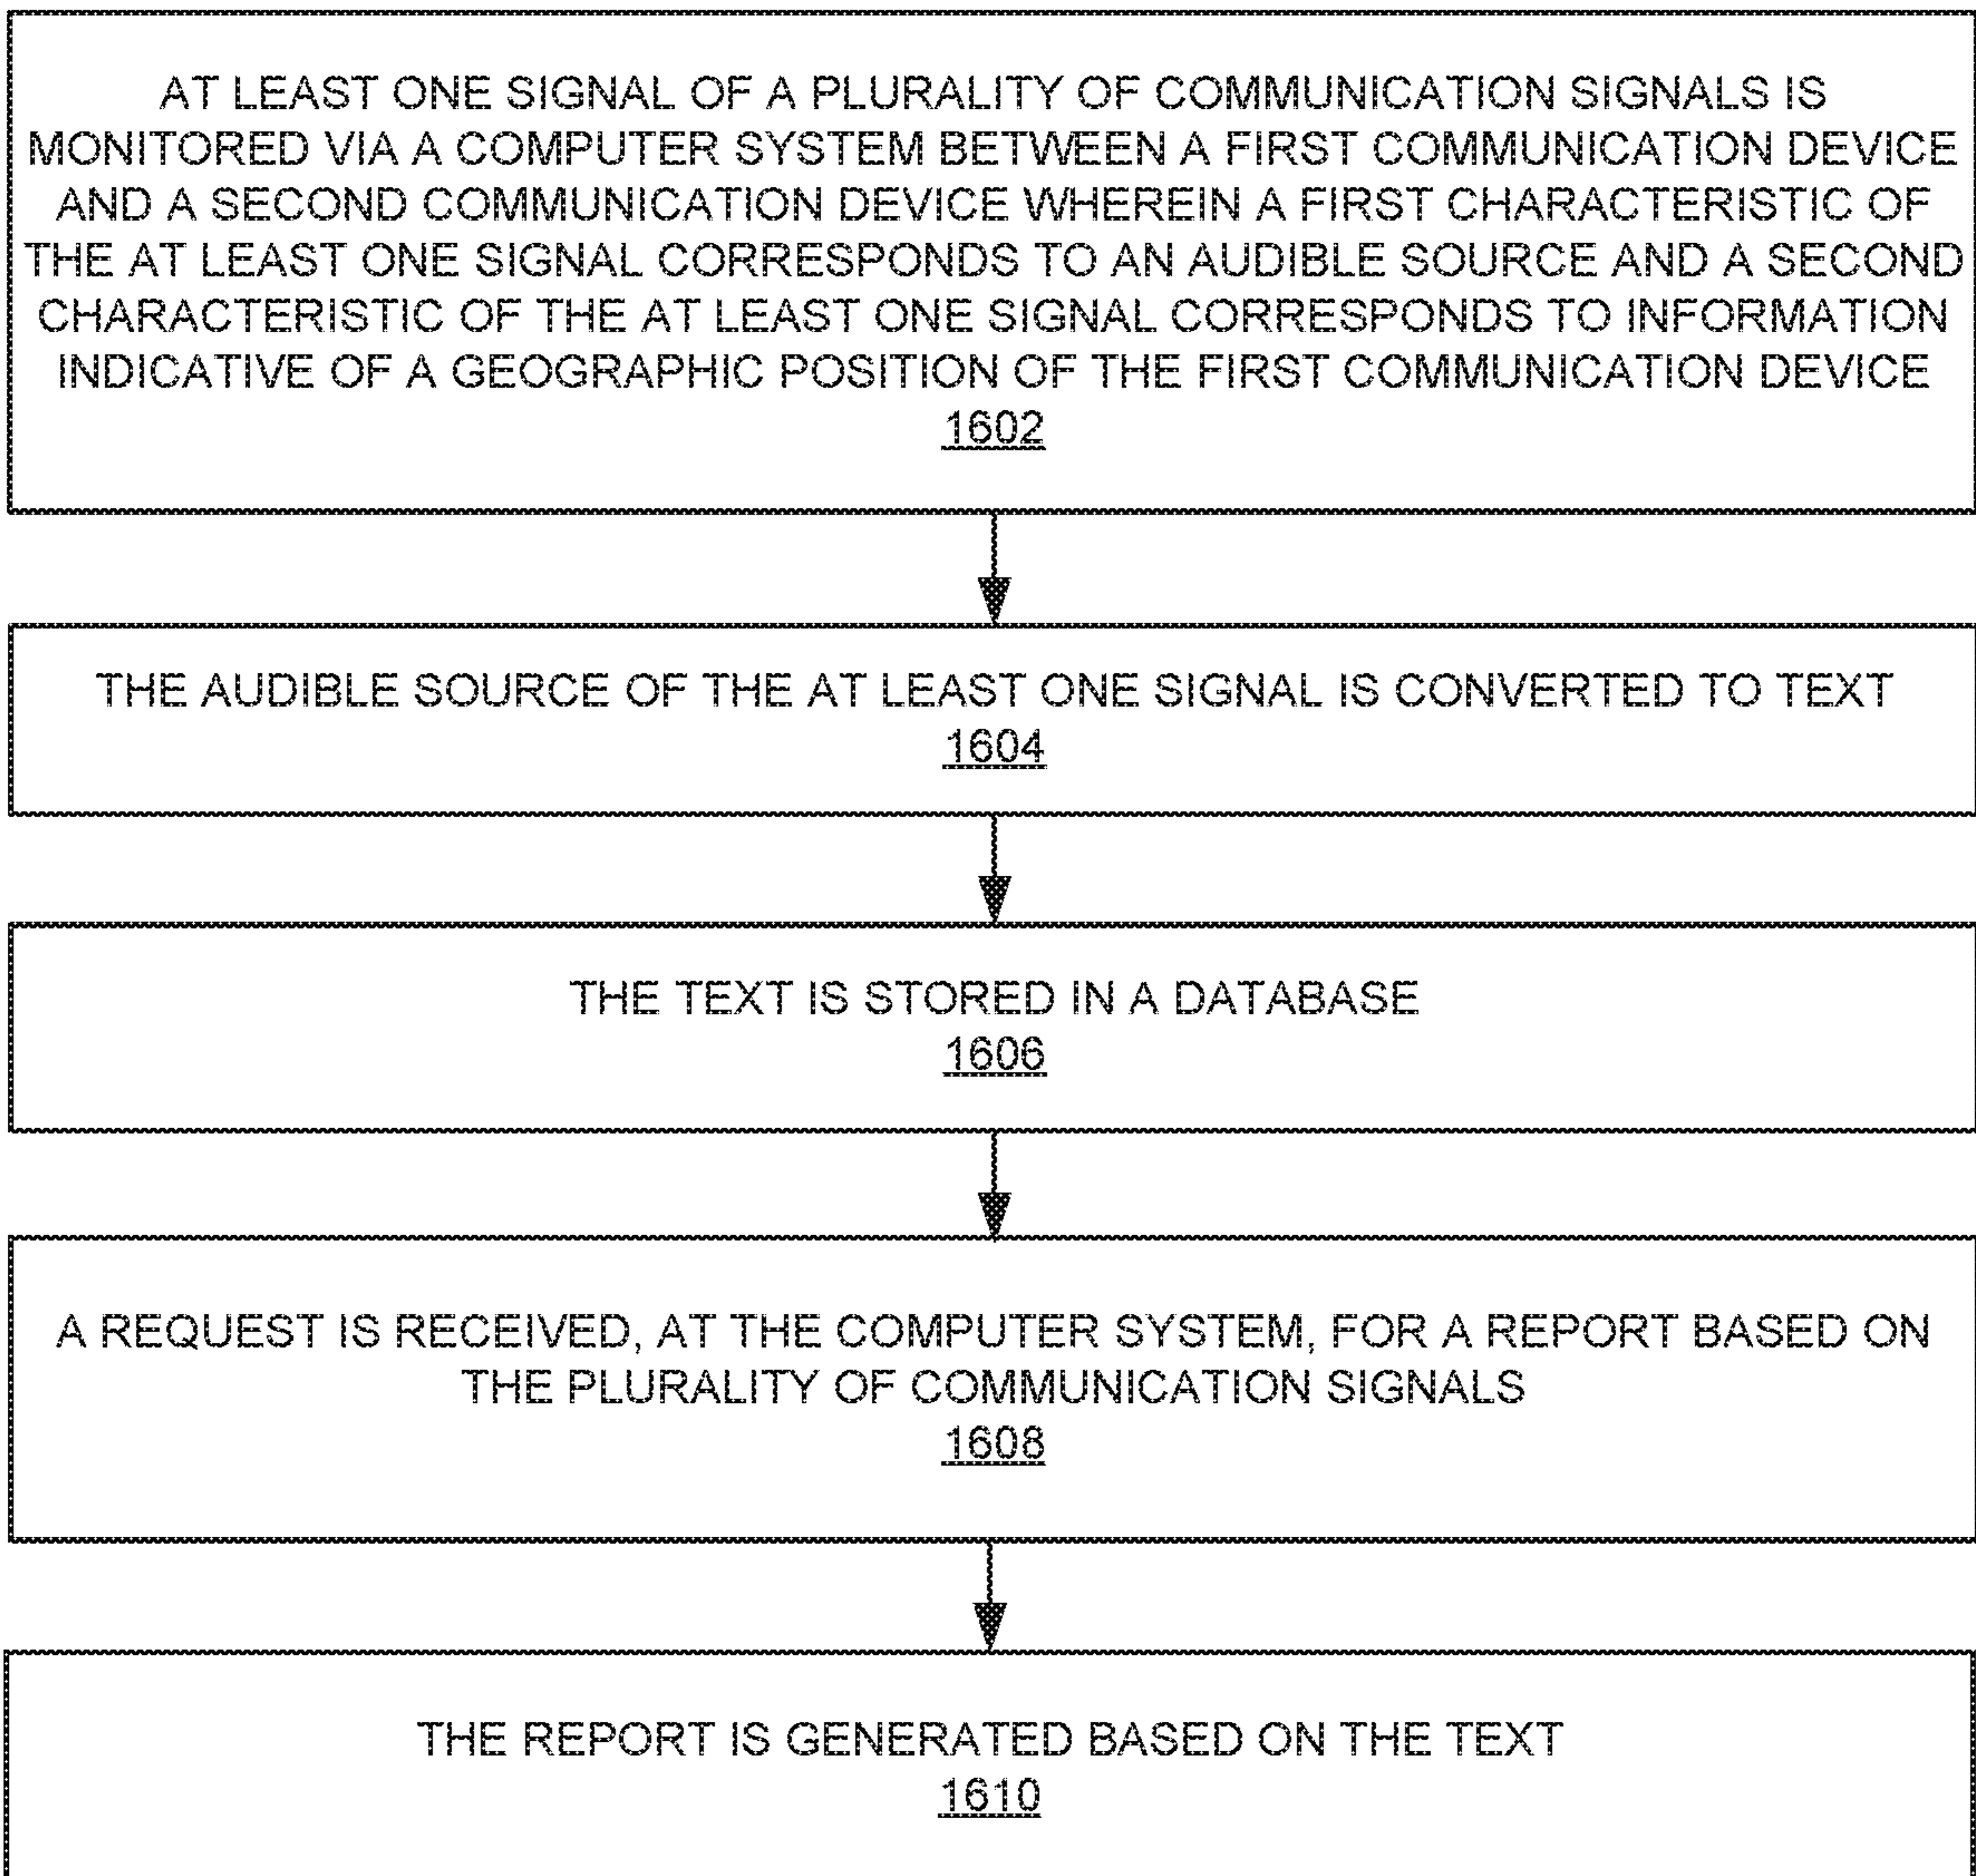 AT LEAST ONE SIGNAL OF A PLURALITY OF COMMUNICATION SIGNALS IS
MONITORED VIA A COMPUTER SYSTEM BETWEEN A FIRST COMMUNICATION DEVICE
AND A SECOND COMMUNICATION DEVICE WHEREIN A FIRST CHARACTERISTIC OF
THE AT LEAST ONE SIGNAL CORRESPONDS TO AN AUDIBLE SOURCE AND A SECOND
CHARACTERISTIC OF THE AT LEAST ONE SIGNAL CORRESPONDS TO INFORMATION
INDICATIVE OF A GEOGRAPHIC POSITION OF THE FIRST COMMUNICATION DEVICE
1602
THE AUDIBLE SOURCE OF THE AT LEAST ONE SIGNAL IS CONVERTED TO TEXT
1604
THE TEXT IS STORED IN A DATABASE
1606
A REQUEST IS RECEIVED, AT THE COMPUTER SYSTEM, FOR A REPORT BASED ON
THE PLURALITY OF COMMUNICATION SIGNALS
1608
THE REPORT IS GENERATED BASED ON THE TEXT
1610